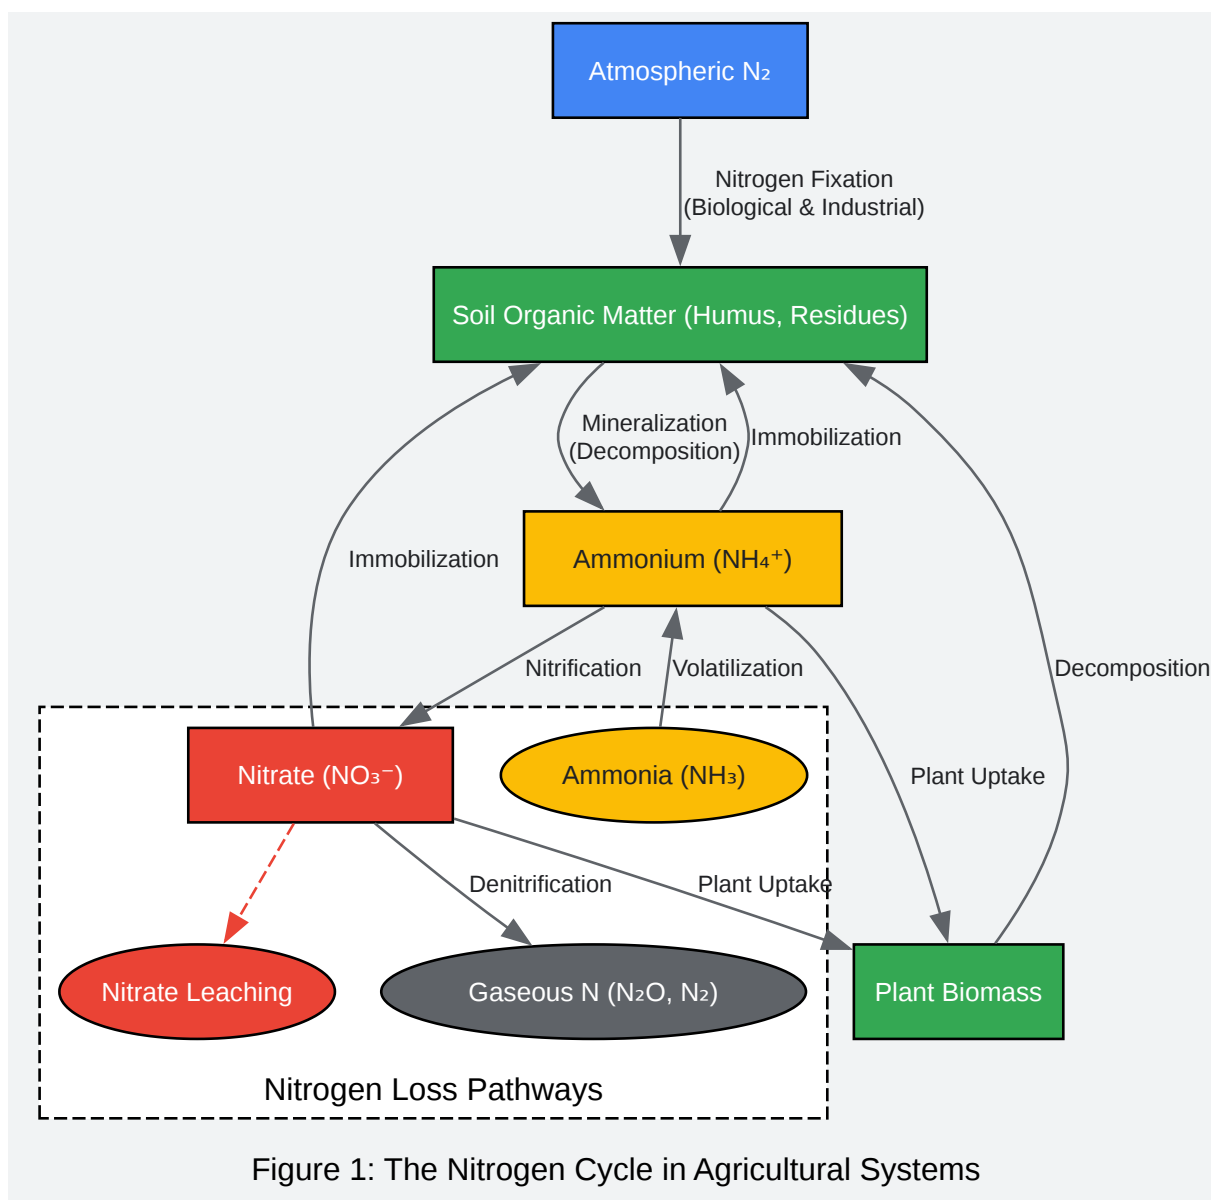 Atmospheric N₂
Nitrogen Fixation
(Biological & Industrial)
Soil Organic Matter (Humus, Residues)
Mineralization
(Decomposition)
Immobilization
Immobilization
Ammonium (NH₄⁺)
Nitrification
Volatilization
Decomposition
Nitrate (NO₃⁻)
Ammonia (NH₃)
Plant Uptake
Denitrification
Plant Uptake
Nitrate Leaching
Gaseous N (N₂O, N₂)
Plant Biomass
Nitrogen Loss Pathways
Figure 1: The Nitrogen Cycle in Agricultural Systems